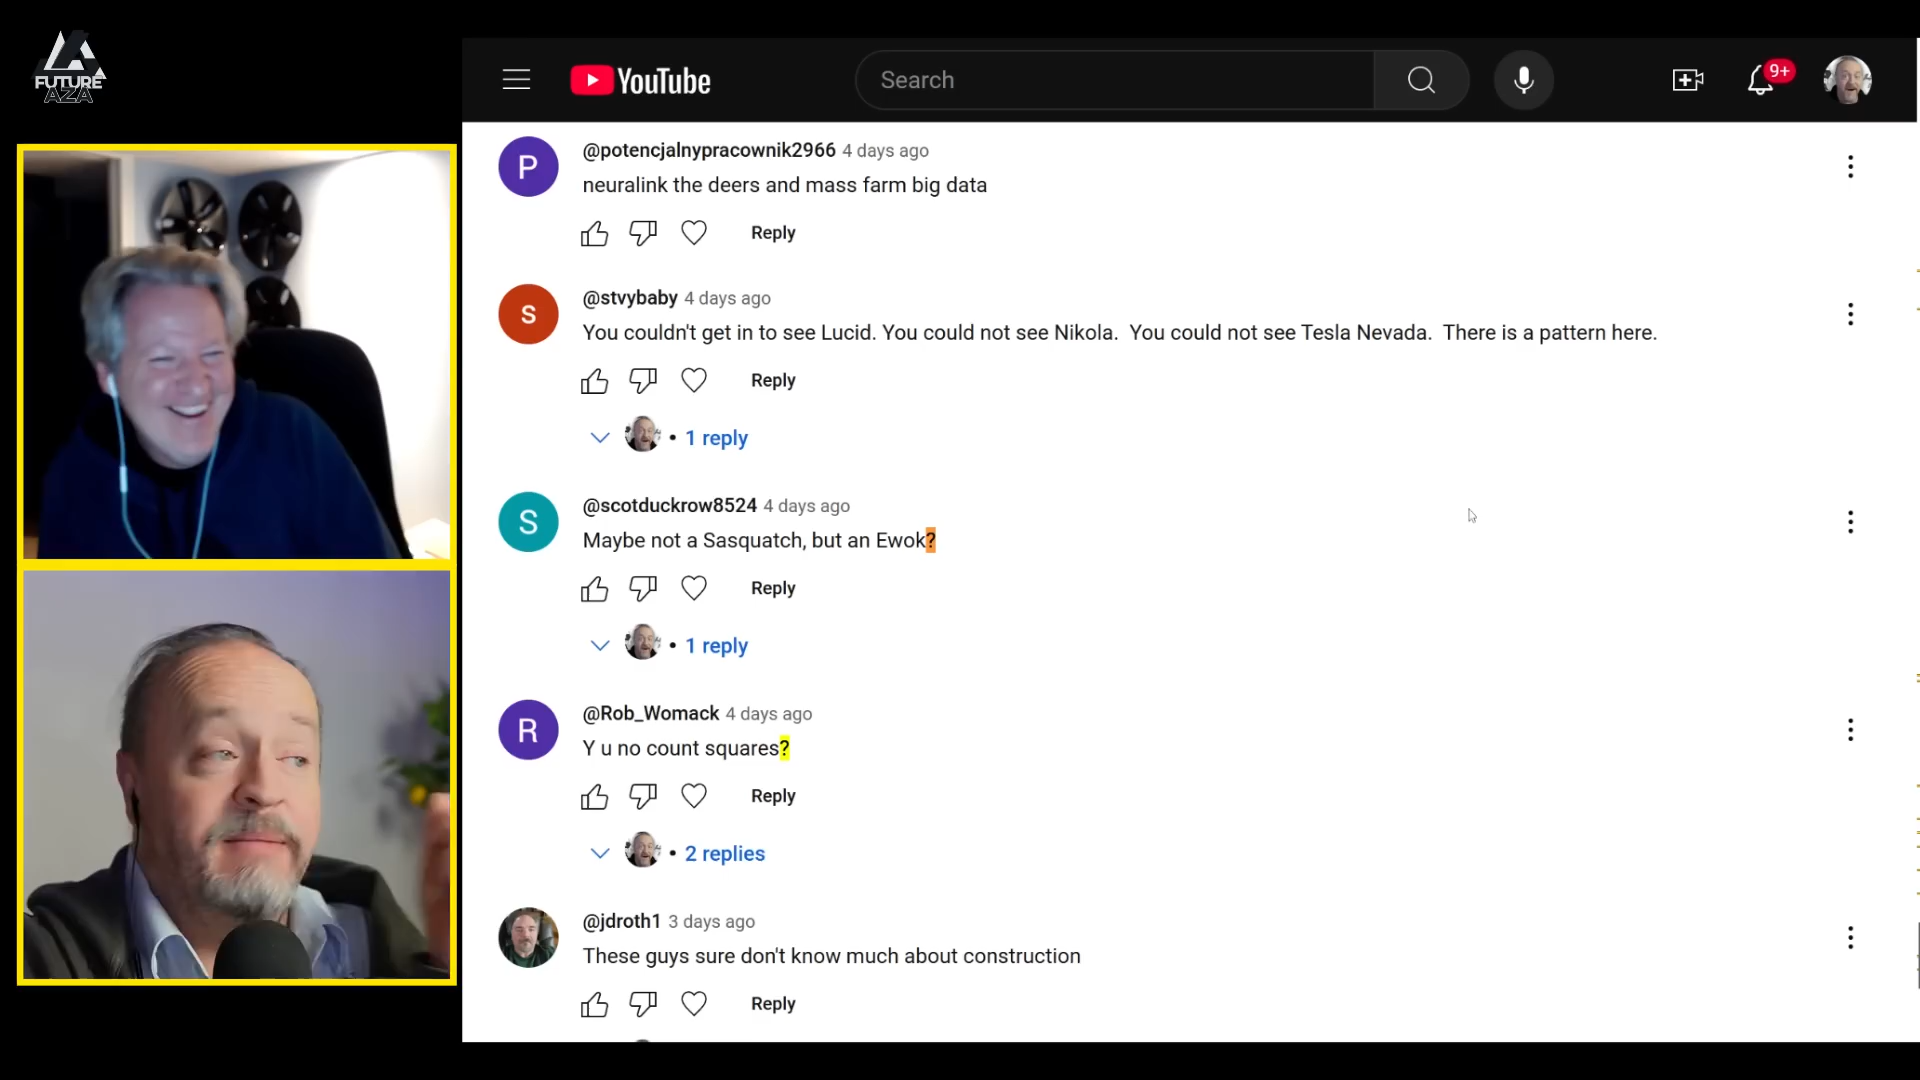 FUTURE
AZA
YouTube
Search
9+
P
@potencjalnypracownik2966 4 days ago
neuralink the deers and mass farm big data
Reply
S
@stvybaby 4 days ago
You couldn't get in to see Lucid. You could not see Nikola.  You could not see Tesla Nevada.  There is a pattern here.
Reply
• 1 reply
S
@scotduckrow8524 4 days ago
Maybe not a Sasquatch, but an Ewok?
Reply
• 1 reply
R
@Rob_Womack 4 days ago
Y u no count squares?
Reply
• 2 replies
@jdroth1 3 days ago
These guys sure don't know much about construction
Reply